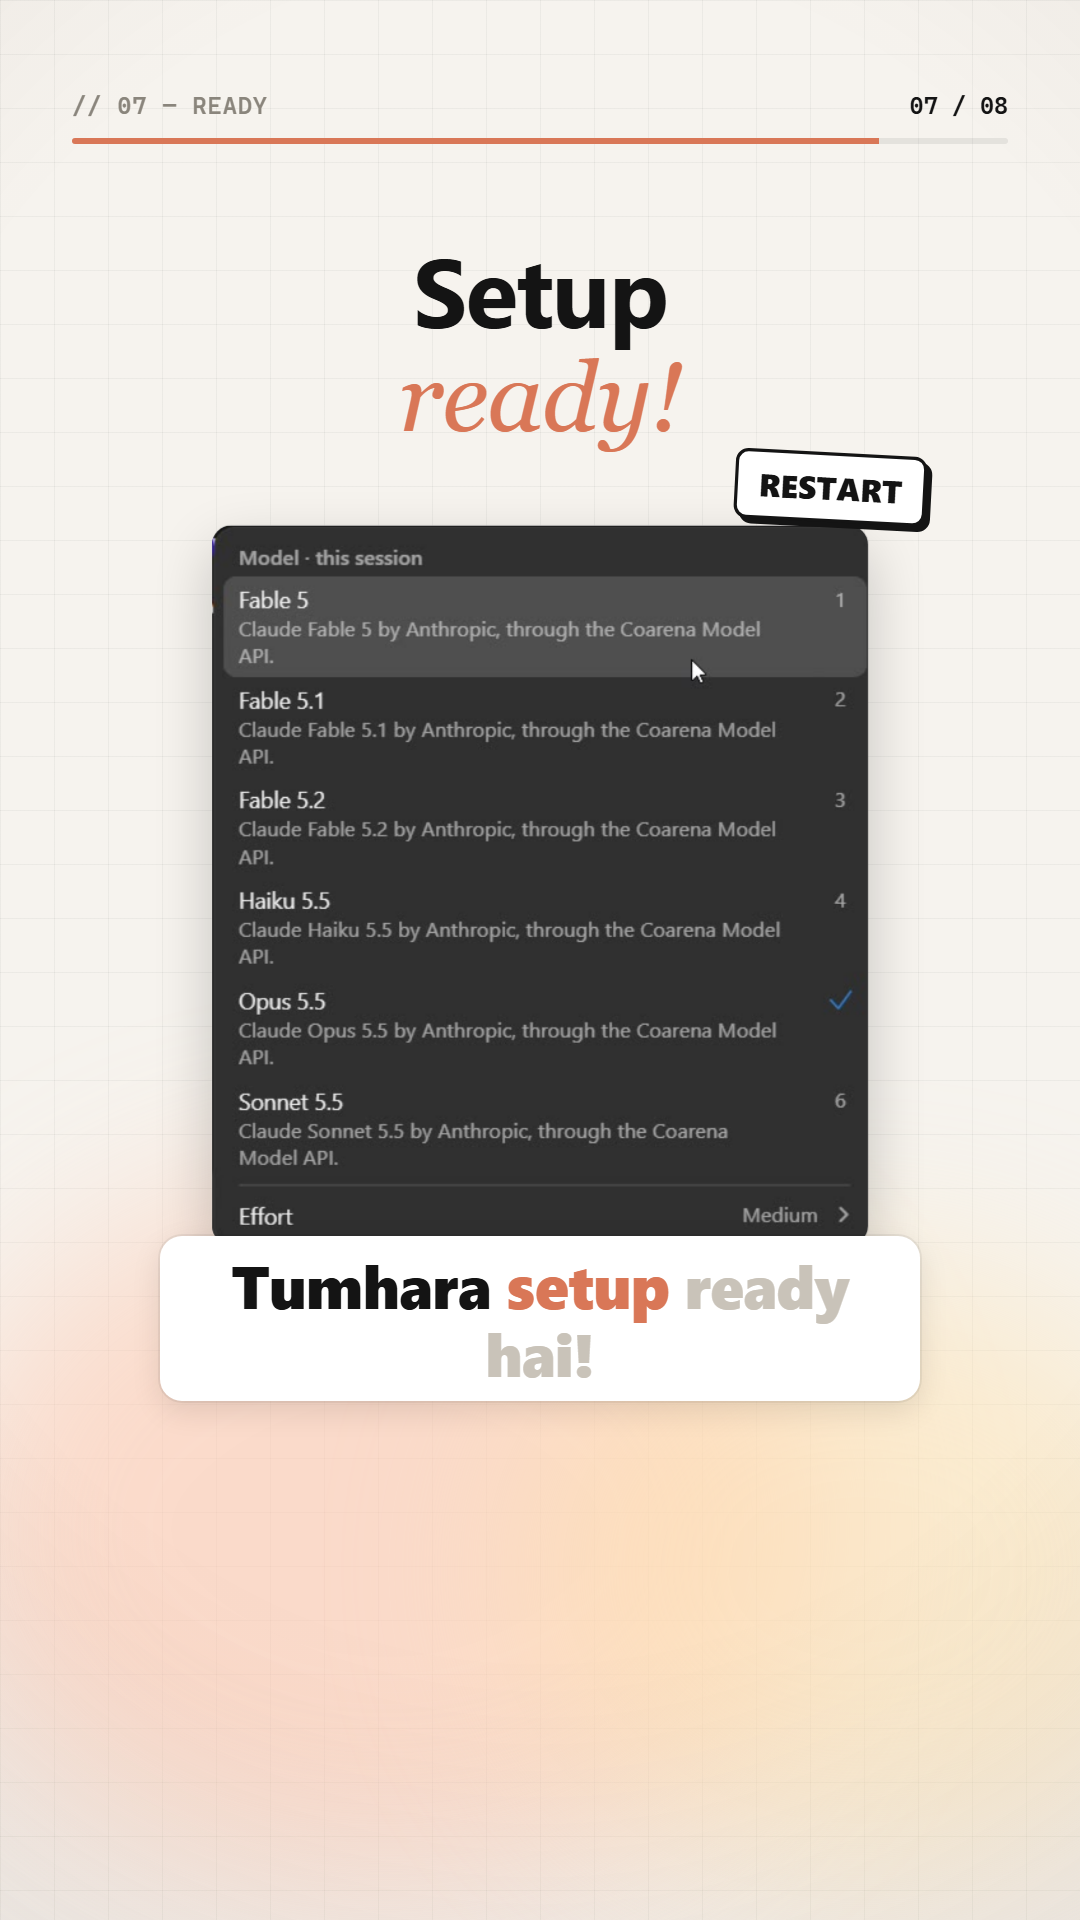 // 07 — READY
07 / 08
Setup
ready!
RESTART
Model · this session
Fable 5
1
Claude Fable 5 by Anthropic, through the Coarena Model
API.
Fable 5.1
2
Claude Fable 5.1 by Anthropic, through the Coarena Model
API.
Fable 5.2
3
Claude Fable 5.2 by Anthropic, through the Coarena Model
API.
Haiku 5.5
4
Claude Haiku 5.5 by Anthropic, through the Coarena Model
API.
Opus 5.5
Claude Opus 5.5 by Anthropic, through the Coarena Model
API.
Sonnet 5.5
6
Claude Sonnet 5.5 by Anthropic, through the Coarena
Model API.
Effort
Medium
Tumhara setup ready
hai!